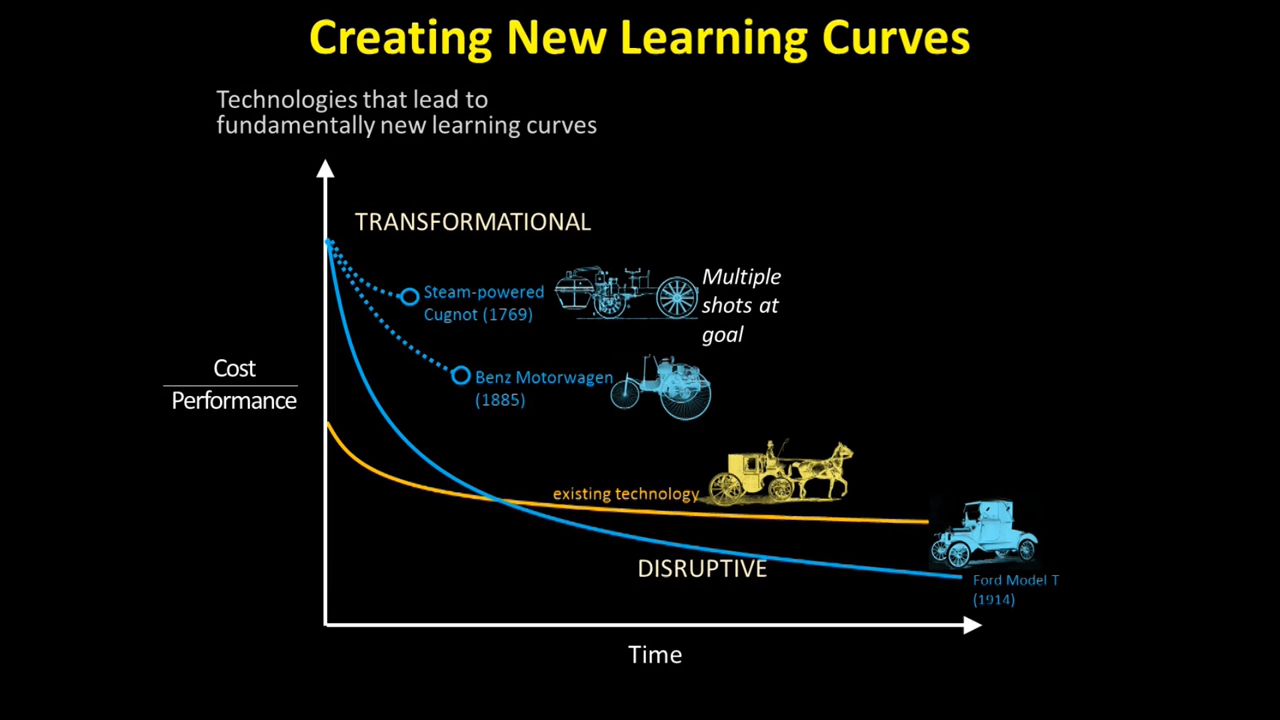 Creating New Learning Curves
Technologies that lead to
fundamentally new learning curves
TRANSFORMATIONAL
Steam-powered
Cugnot (1769)
Multiple
shots at
goal
Cost
Performance
Benz Motorwagen
(1885)
existing technology
DISRUPTIVE
Ford Model T
(1914)
Time